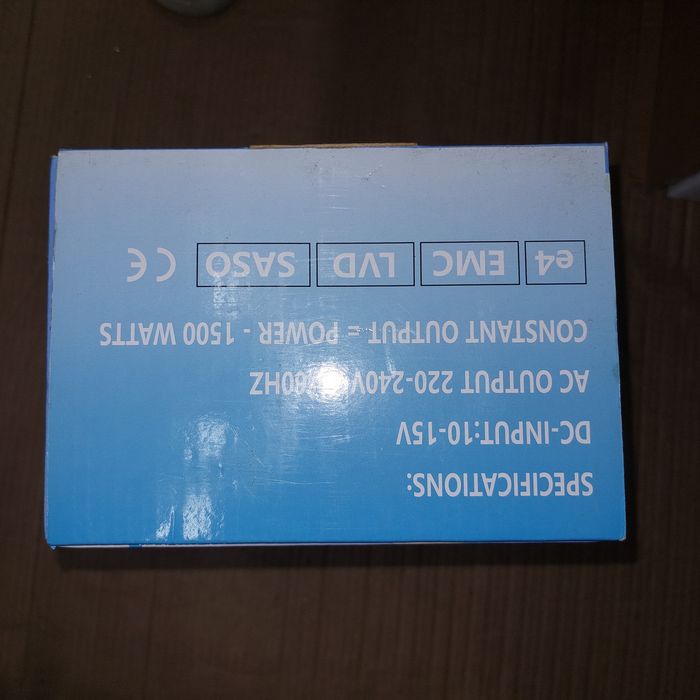 SPECIFICATIONS:
DC-INPUT:10-15V
AC OUTPUT 220-240V
CONSTANT OUTPUT = POWER - 1500 WATTS
e4 EMC LVD SASO CE